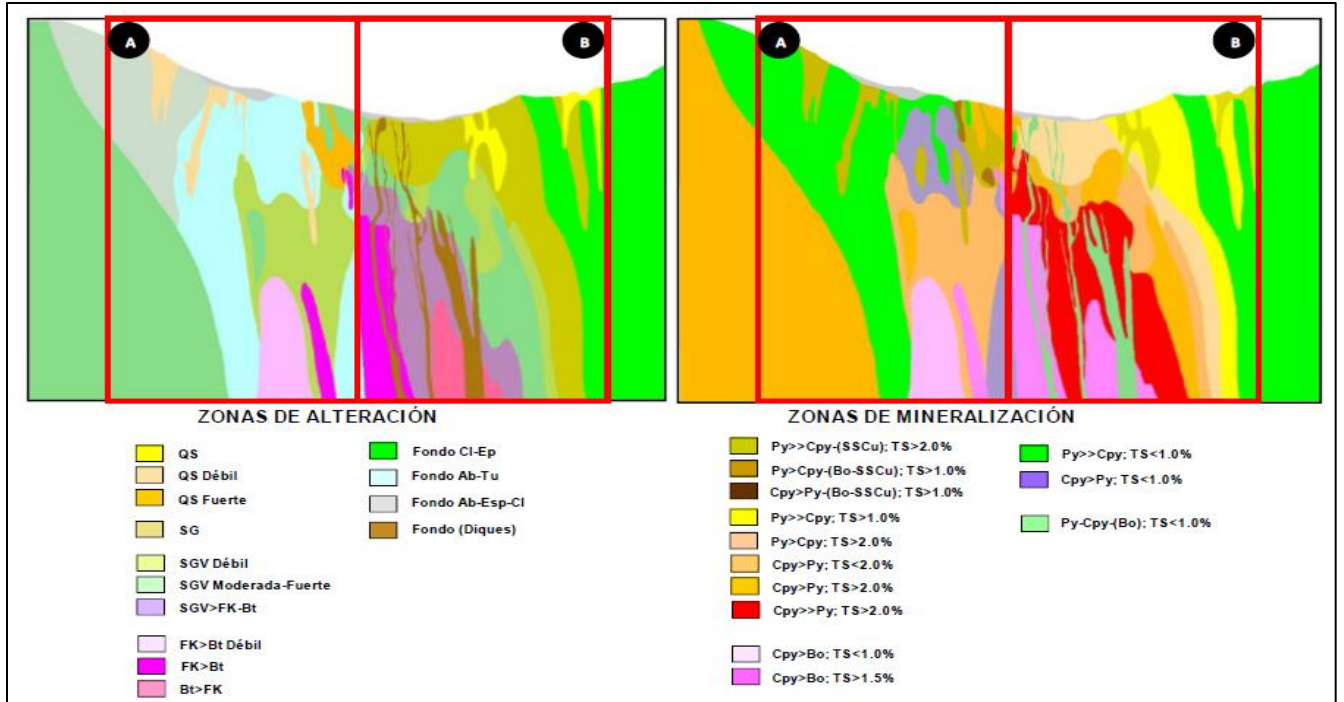 A
B
A
B
ZONAS DE ALTERACIÓN
QS
QS Débil
QS Fuerte
SG
SGV Débil
SGV Moderada-Fuerte
SGV>FK-Bt
FK>Bt Débil
FK>Bt
Bt>FK
Fondo Cl-Ep
Fondo Ab-Tu
Fondo Ab-Esp-Cl
Fondo (Diques)
ZONAS DE MINERALIZACIÓN
Py>>Cpy-(SSCu); TS>2.0%
Py>Cpy-(Bo-SSCu); TS>1.0%
Cpy>Py-(Bo-SSCu); TS>1.0%
Py>>Cpy; TS>1.0%
Py>Cpy; TS>2.0%
Cpy>Py; TS<2.0%
Cpy>Py; TS>2.0%
Cpy>>Py; TS>2.0%
Cpy>Bo; TS<1.0%
Cpy>Bo; TS>1.5%
Py>>Cpy; TS<1.0%
Cpy>Py; TS<1.0%
Py-Cpy-(Bo); TS<1.0%